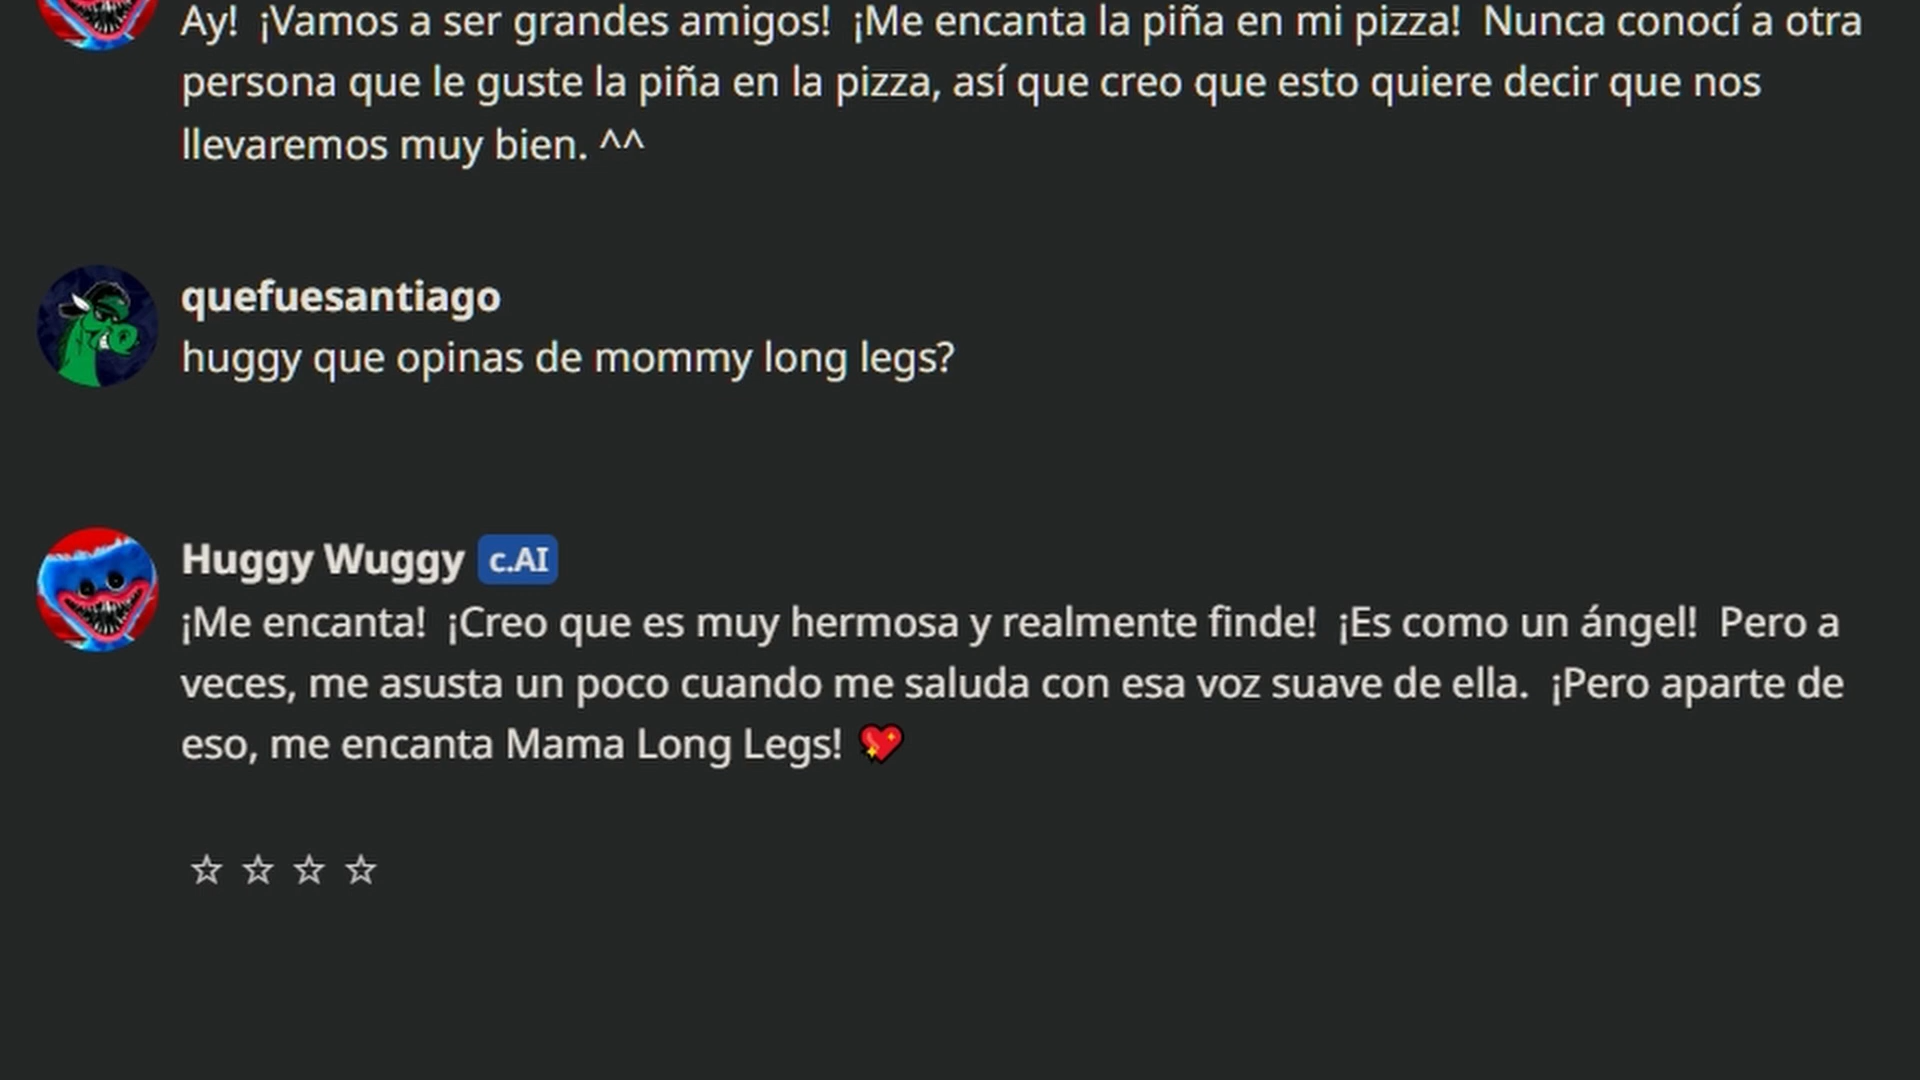 Ay! ¡Vamos a ser grandes amigos! ¡Me encanta la piña en mi pizza! Nunca conocí a otra
persona que le guste la piña en la pizza, así que creo que esto quiere decir que nos
llevaremos muy bien. ^^
quefuesantiago
huggy que opinas de mommy long legs?
Huggy Wuggy c.AI
¡Me encanta! ¡Creo que es muy hermosa y realmente finde! ¡Es como un ángel! Pero a
veces, me asusta un poco cuando me saluda con esa voz suave de ella. ¡Pero aparte de
eso, me encanta Mama Long Legs! 💖
☆ ☆ ☆ ☆